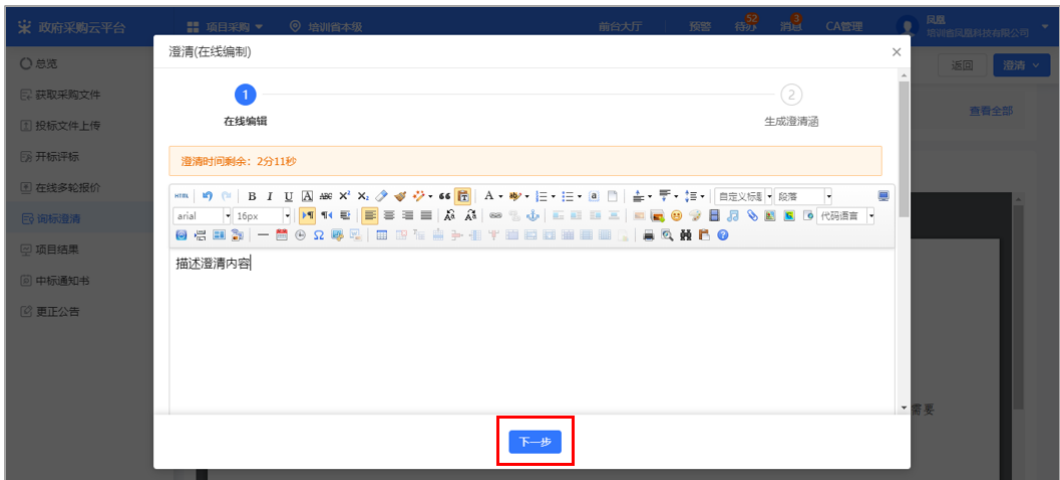 政府采购云平台 项目采购 培训省本级 前台大厅 预警 待办 52 消息 3 CA管理 凤凰
培训省凤凰科技有限公司
澄清(在线编制)
总览
返回 澄清
获取采购文件
1 2
查看全部
投标文件上传
在线编辑 生成澄清涵
开标评标
澄清时间剩余：2分11秒
在线多轮报价
HTML B I U A ABC X² X₂ 66 A a 自定义标题 段落
询标澄清
arial 16px 代码语言
项目结果
描述澄清内容
中标通知书
更正公告
需要
下一步